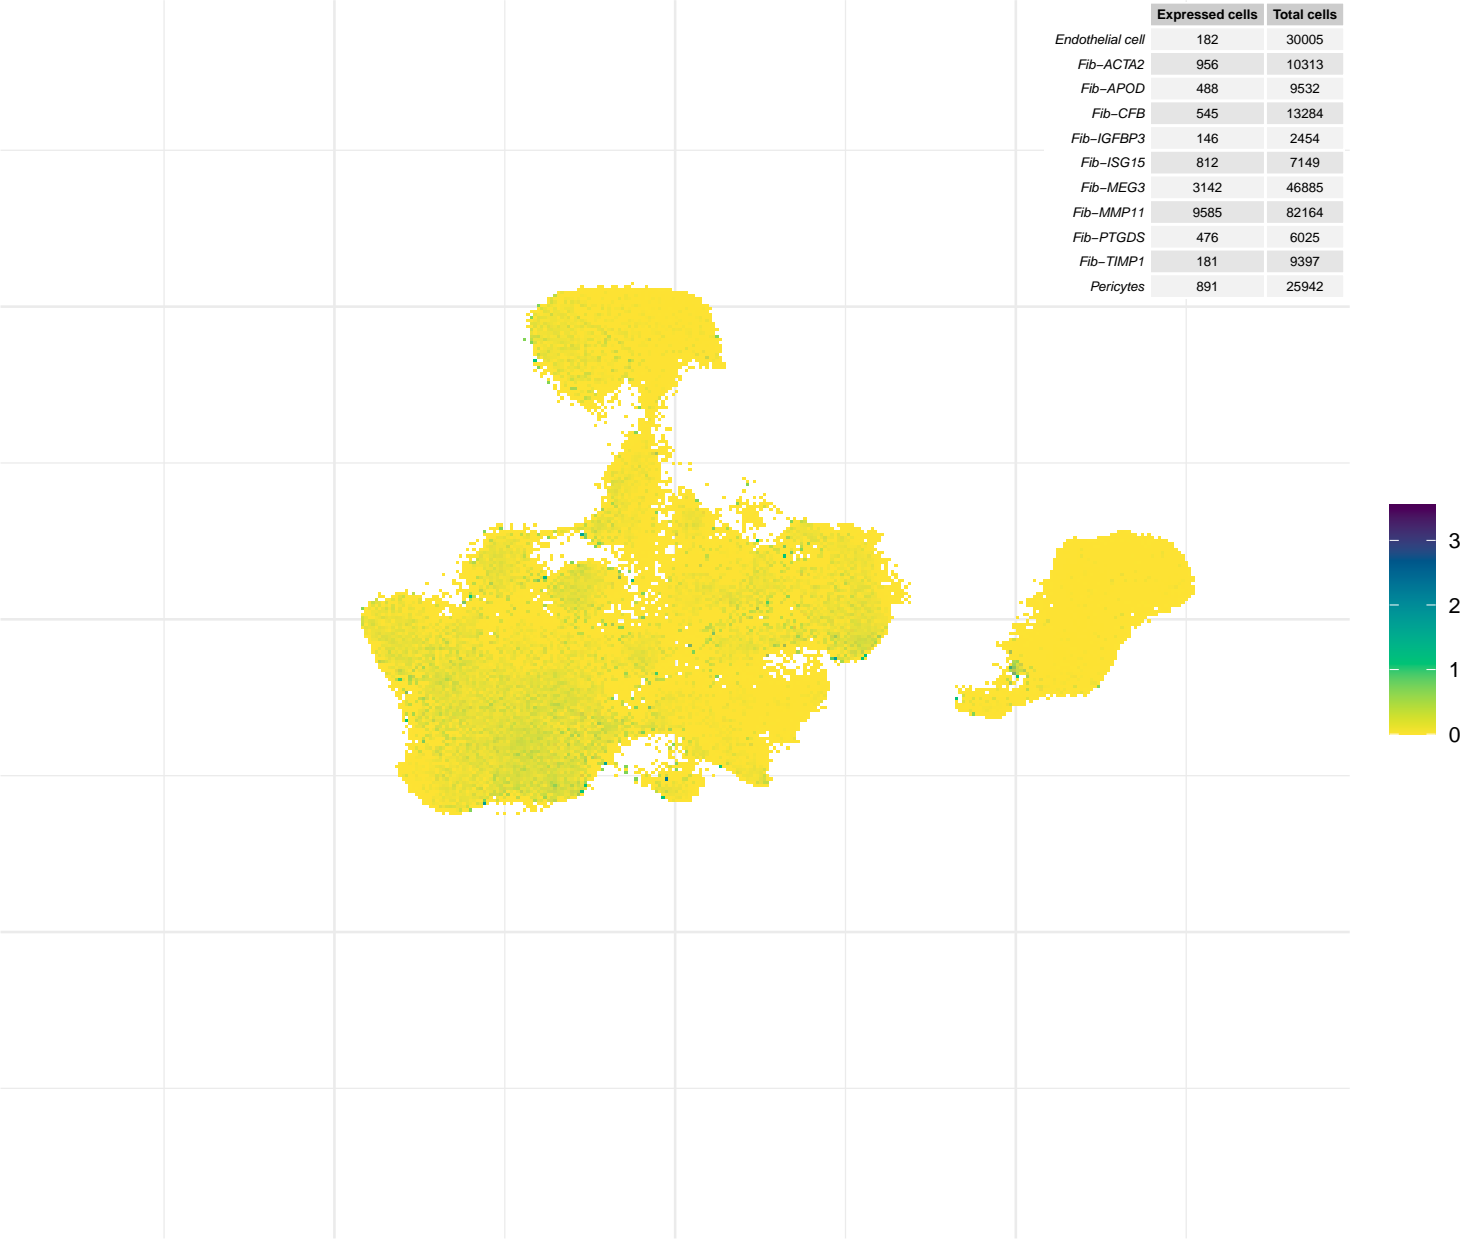 Expressed cells Total cells
Endothelial cell 182 30005
Fib−ACTA2 956 10313
Fib−APOD 488 9532
Fib−CFB 545 13284
Fib−IGFBP3 146 2454
Fib−ISG15 812 7149
Fib−MEG3 3142 46885
Fib−MMP11 9585 82164
Fib−PTGDS 476 6025
Fib−TIMP1 181 9397
Pericytes 891 25942
3
2
1
0